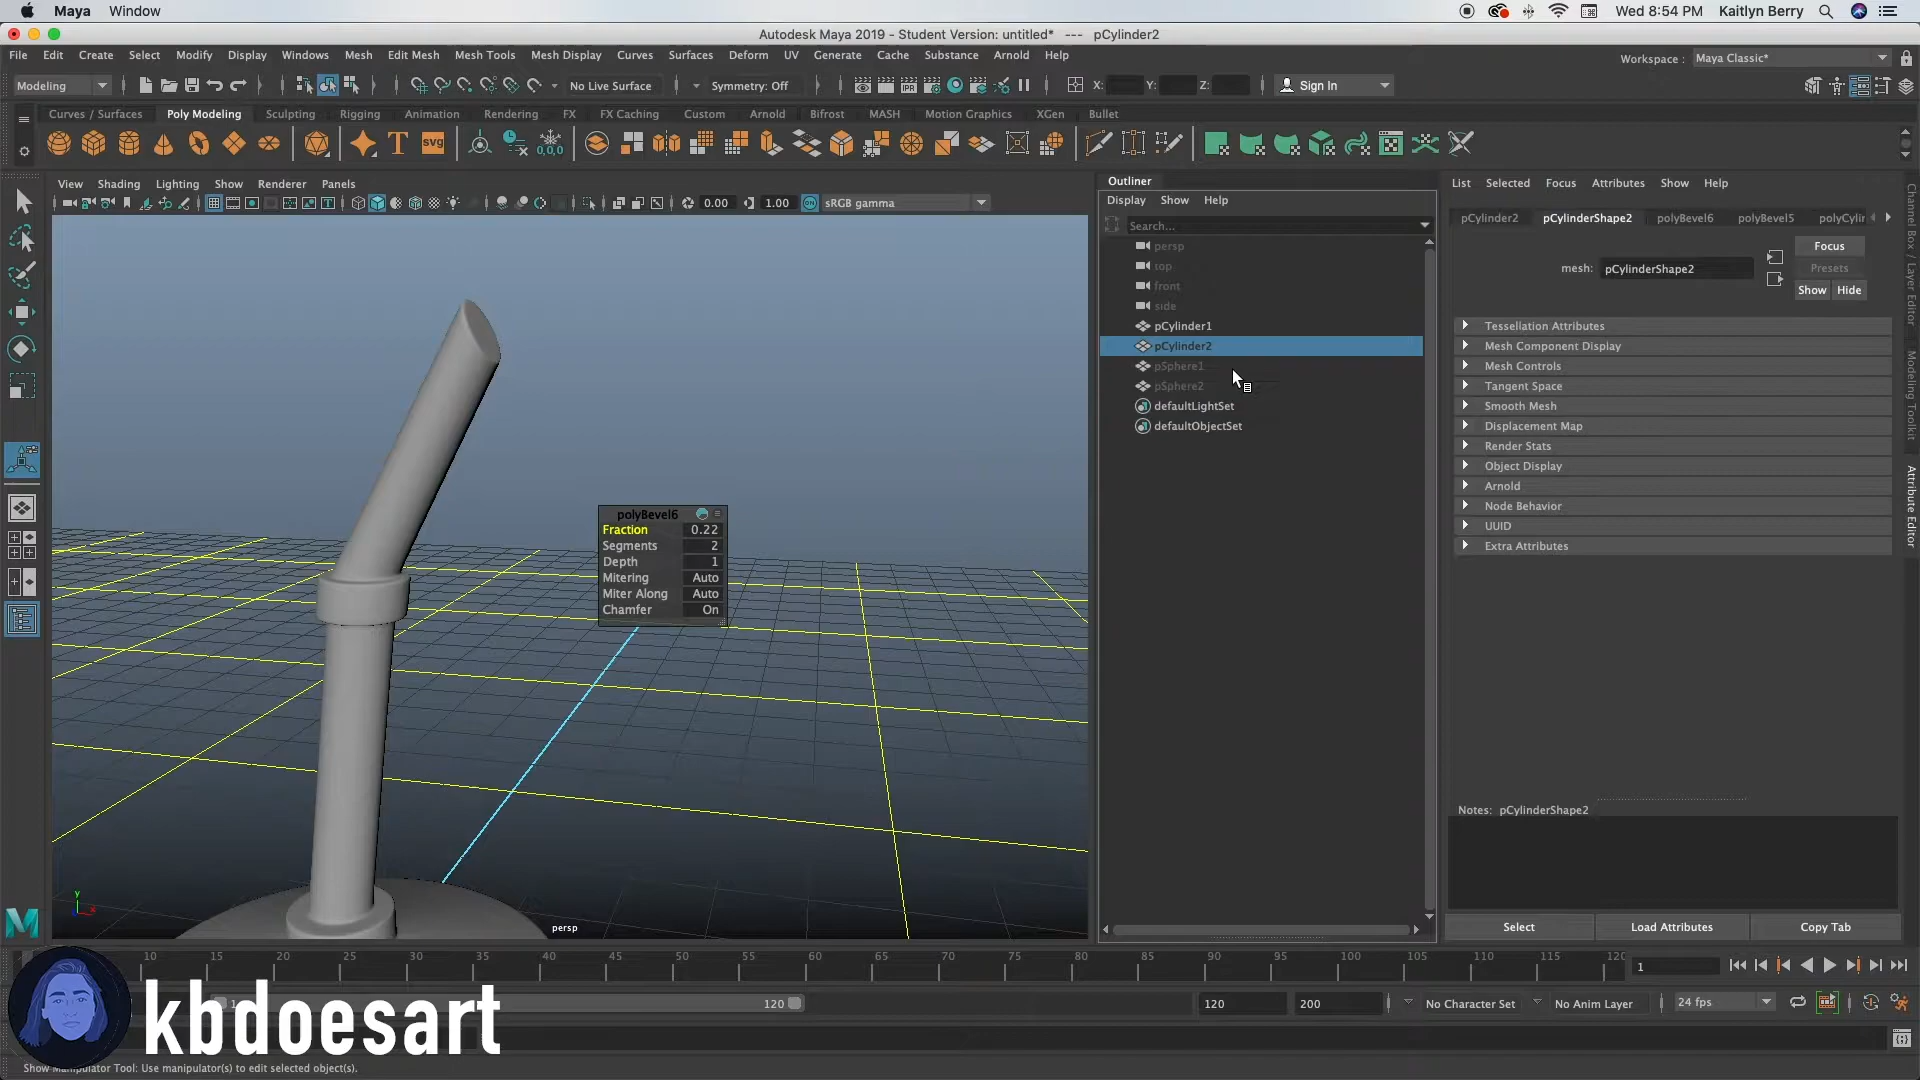 Maya Window Wed 8:54 PM Kaitlyn Berry
Autodesk Maya 2019 - Student Version: untitled* --- pCylinder2
File Edit Create Select Modify Display Windows Mesh Edit Mesh Mesh Tools Mesh Display Curves Surfaces Deform UV Generate Cache Substance Arnold Help
Workspace : Maya Classic*
Modeling No Live Surface Symmetry: Off X: Y: Z: Sign In
Curves / Surfaces Poly Modeling Sculpting Rigging Animation Rendering FX FX Caching Custom Arnold Bifrost MASH Motion Graphics XGen Bullet
View Shading Lighting Show Renderer Panels
0.00 1.00 sRGB gamma
Outliner
Display Show Help
Search...
persp
top
front
side
pCylinder1
pCylinder2
pSphere1
pSphere2
defaultLightSet
defaultObjectSet
List Selected Focus Attributes Show Help
pCylinder2 pCylinderShape2 polyBevel6 polyBevel5 polyCylin
Focus
mesh: pCylinderShape2
Presets
Show Hide
Tessellation Attributes
Mesh Component Display
Mesh Controls
Tangent Space
Smooth Mesh
Displacement Map
Render Stats
Object Display
Arnold
Node Behavior
UUID
Extra Attributes
Notes: pCylinderShape2
Select Load Attributes Copy Tab
Channel Box / Layer Editor
Modeling Toolkit
Attribute Editor
polyBevel6
Fraction 0.22
Segments 2
Depth 1
Mitering Auto
Miter Along Auto
Chamfer On
persp
10 15 20 25 30 35 40 45 50 55 60 65 70 75 80 85 90 95 100 105 110 115 120
1
1 120 120 200 No Character Set No Anim Layer 24 fps
kbdoesart
Show Manipulator Tool: Use manipulator(s) to edit selected object(s).